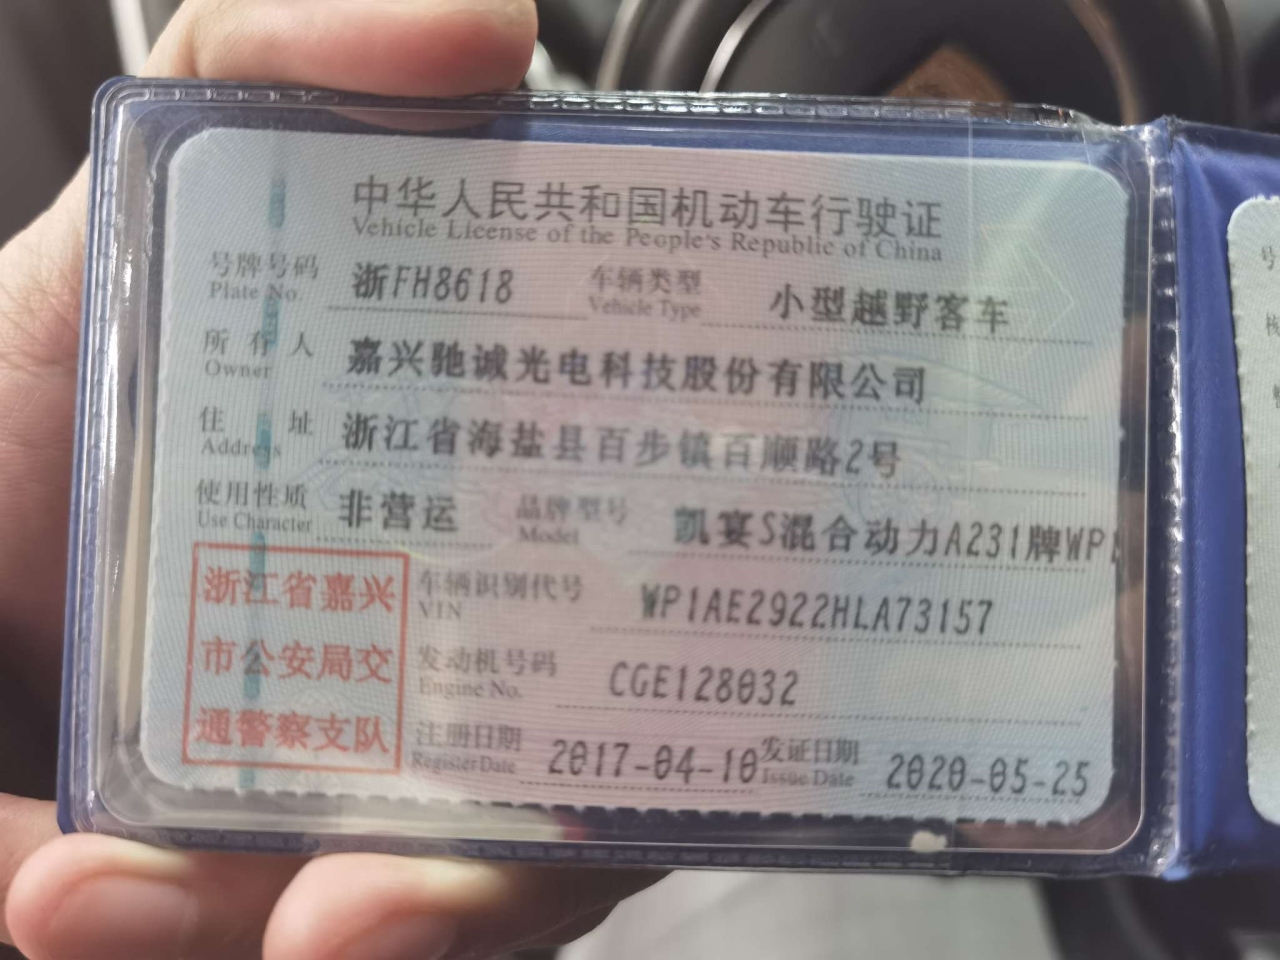 中华人民共和国机动车行驶证
Vehicle License of the People's Republic of China
号牌号码 浙FH8618 车辆类型 小型越野客车
Plate No. Vehicle Type
所有人 嘉兴驰诚光电科技股份有限公司
Owner
住址 浙江省海盐县百步镇百顺路2号
Address
使用性质 非营运 品牌型号 凯宴S混合动力A231牌WP1
Use Character Model
浙江省嘉兴
市公安局交
通警察支队
车辆识别代号 WP1AE2922HLA73157
VIN
发动机号码 CGE128032
Engine No.
注册日期 2017-04-10 发证日期 2020-05-25
Register Date Issue Date
号